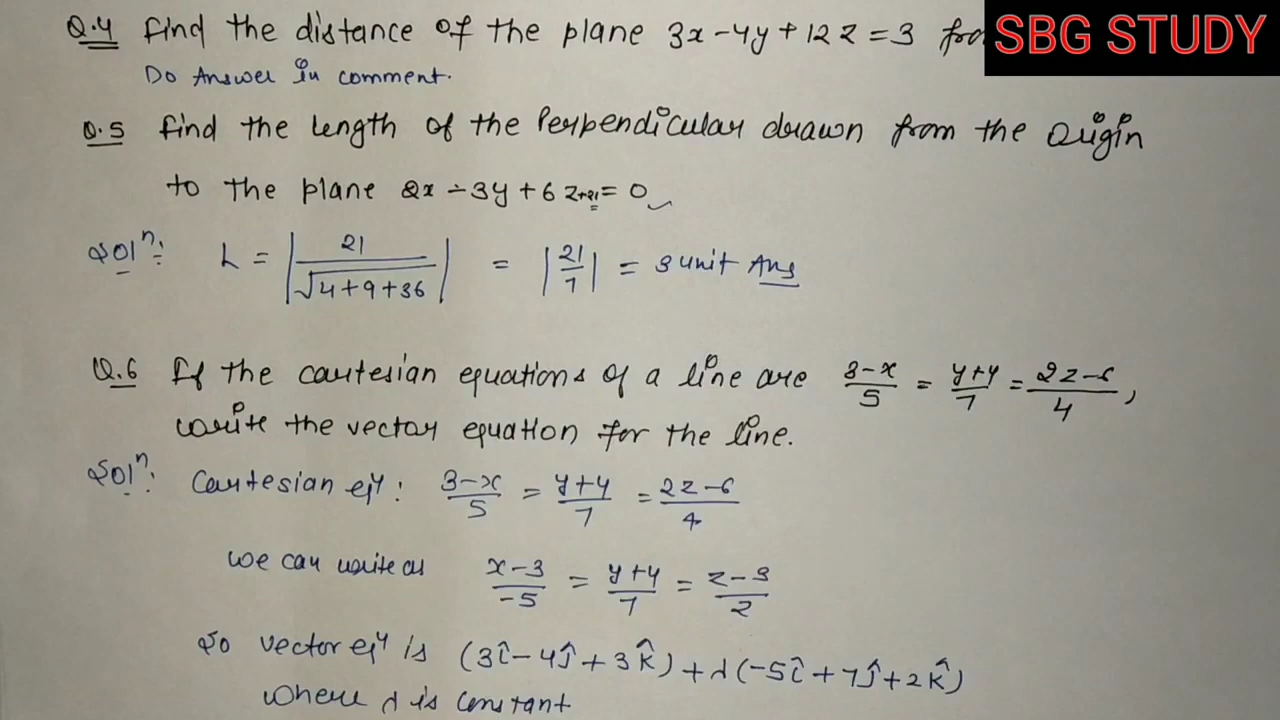 Q.4 Find the distance of the plane 3x-4y+12z=3
SBG STUDY
Do Answer in comment.
Q.5 Find the length of the Perpendicular drawn from the origin
to the plane 2x-3y+6z+21=0
Solⁿ: L = |21/√4+9+36| = |21/7| = 3 unit Ans
Q.6 If the cartesian equations of a line are 3-x/5 = y+4/7 = 2z-6/4,
write the vector equation for the line.
Solⁿ: Cartesian eqⁿ: 3-x/5 = y+4/7 = 2z-6/4
we can write as x-3/-5 = y+4/7 = z-3/2
So vector eqⁿ is (3î-4ĵ+3k̂)+λ(-5î+7ĵ+2k̂)
where λ is constant